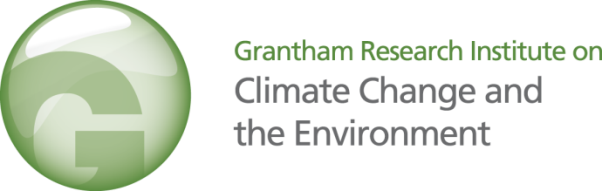 G
Grantham Research Institute on
Climate Change and
the Environment